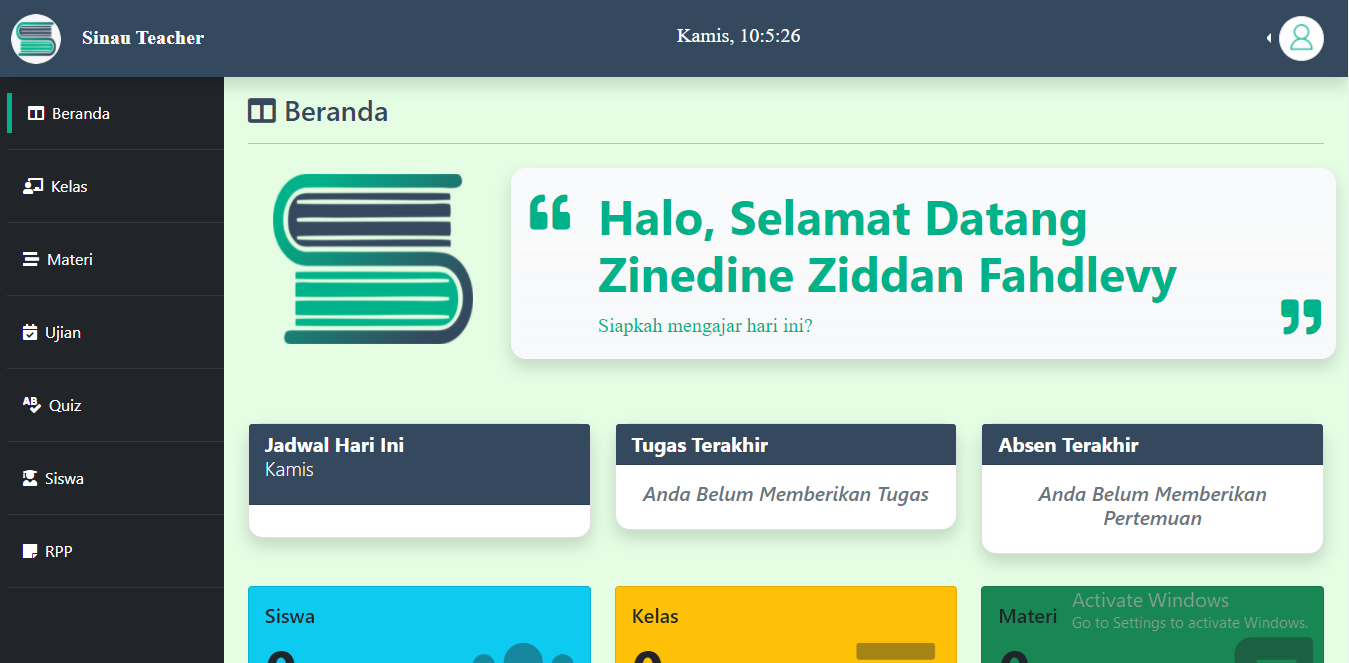 Sinau Teacher
Kamis, 10:5:26
Beranda
Kelas
Materi
Ujian
Quiz
Siswa
RPP
Beranda
Halo, Selamat Datang
Zinedine Ziddan Fahdlevy
Siapkah mengajar hari ini?
Jadwal Hari Ini
Kamis
Tugas Terakhir
Anda Belum Memberikan Tugas
Absen Terakhir
Anda Belum Memberikan
Pertemuan
Siswa
Kelas
Materi
Activate Windows
Go to Settings to activate Windows.